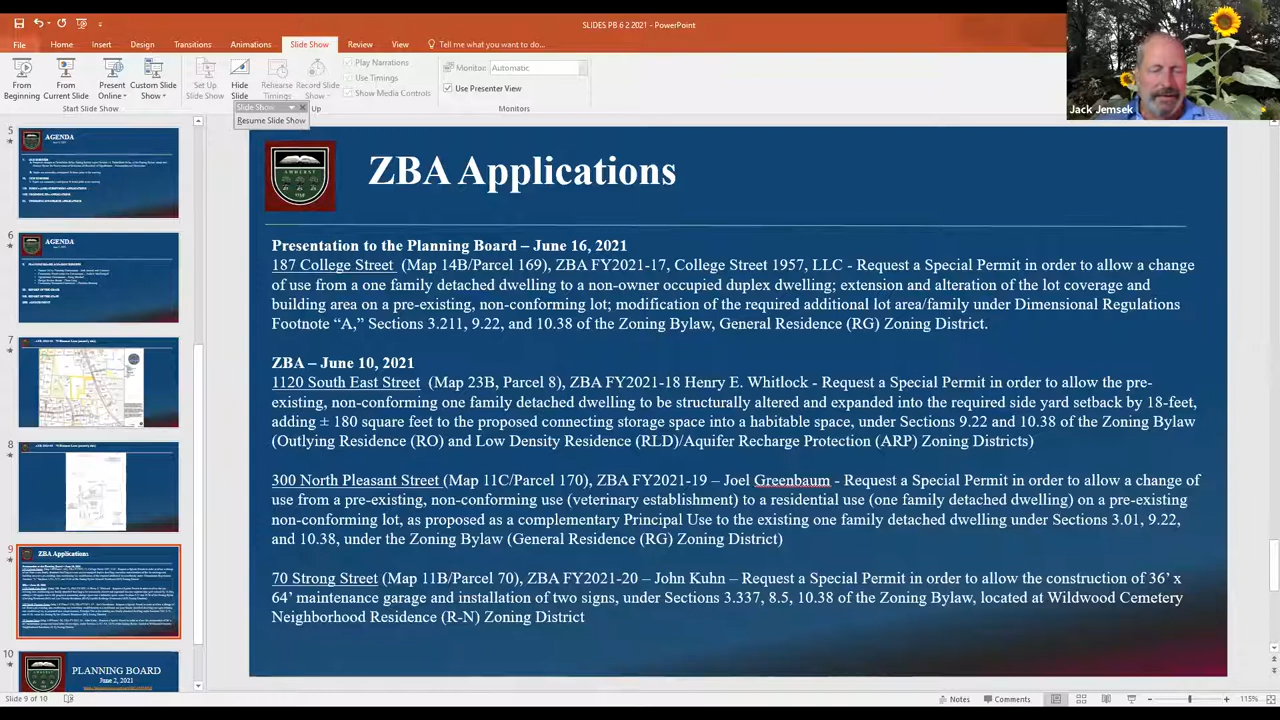 SLIDES PB 6 2 2021 - PowerPoint
File Home Insert Design Transitions Animations Slide Show Review View Tell me what you want to do...
From Beginning
From Current Slide
Present Online
Custom Slide Show
Set Up Slide Show
Hide Slide
Rehearse Timings
Record Slide Show
Play Narrations
Use Timings
Show Media Controls
Monitor: Automatic
Use Presenter View
Start Slide Show
Up
Monitors
Slide Show
Resume Slide Show
Jack Jemsek
5
AGENDA
6
AGENDA
7
8
9
ZBA Applications
10
PLANNING BOARD
June 2, 2021
AMHERST
ZBA Applications
Presentation to the Planning Board – June 16, 2021
187 College Street (Map 14B/Parcel 169), ZBA FY2021-17, College Street 1957, LLC - Request a Special Permit in order to allow a change
of use from a one family detached dwelling to a non-owner occupied duplex dwelling; extension and alteration of the lot coverage and
building area on a pre-existing, non-conforming lot; modification of the required additional lot area/family under Dimensional Regulations
Footnote “A,” Sections 3.211, 9.22, and 10.38 of the Zoning Bylaw, General Residence (RG) Zoning District.
ZBA – June 10, 2021
1120 South East Street (Map 23B, Parcel 8), ZBA FY2021-18 Henry E. Whitlock - Request a Special Permit in order to allow the pre-
existing, non-conforming one family detached dwelling to be structurally altered and expanded into the required side yard setback by 18-feet,
adding ± 180 square feet to the proposed connecting storage space into a habitable space, under Sections 9.22 and 10.38 of the Zoning Bylaw
(Outlying Residence (RO) and Low Density Residence (RLD)/Aquifer Recharge Protection (ARP) Zoning Districts)
300 North Pleasant Street (Map 11C/Parcel 170), ZBA FY2021-19 – Joel Greenbaum - Request a Special Permit in order to allow a change of
use from a pre-existing, non-conforming use (veterinary establishment) to a residential use (one family detached dwelling) on a pre-existing
non-conforming lot, as proposed as a complementary Principal Use to the existing one family detached dwelling under Sections 3.01, 9.22,
and 10.38, under the Zoning Bylaw (General Residence (RG) Zoning District)
70 Strong Street (Map 11B/Parcel 7), ZBA FY2021-20 – John Kuhn - Request a Special Permit in order to allow the construction of 36’ x
64’ maintenance garage and installation of two signs, under Sections 3.337, 8.4, & 10.38 of the Zoning Bylaw, located at Wildwood Cemetery
Neighborhood Residence (R-N) Zoning District
Slide 9 of 10
Notes
Comments
115%